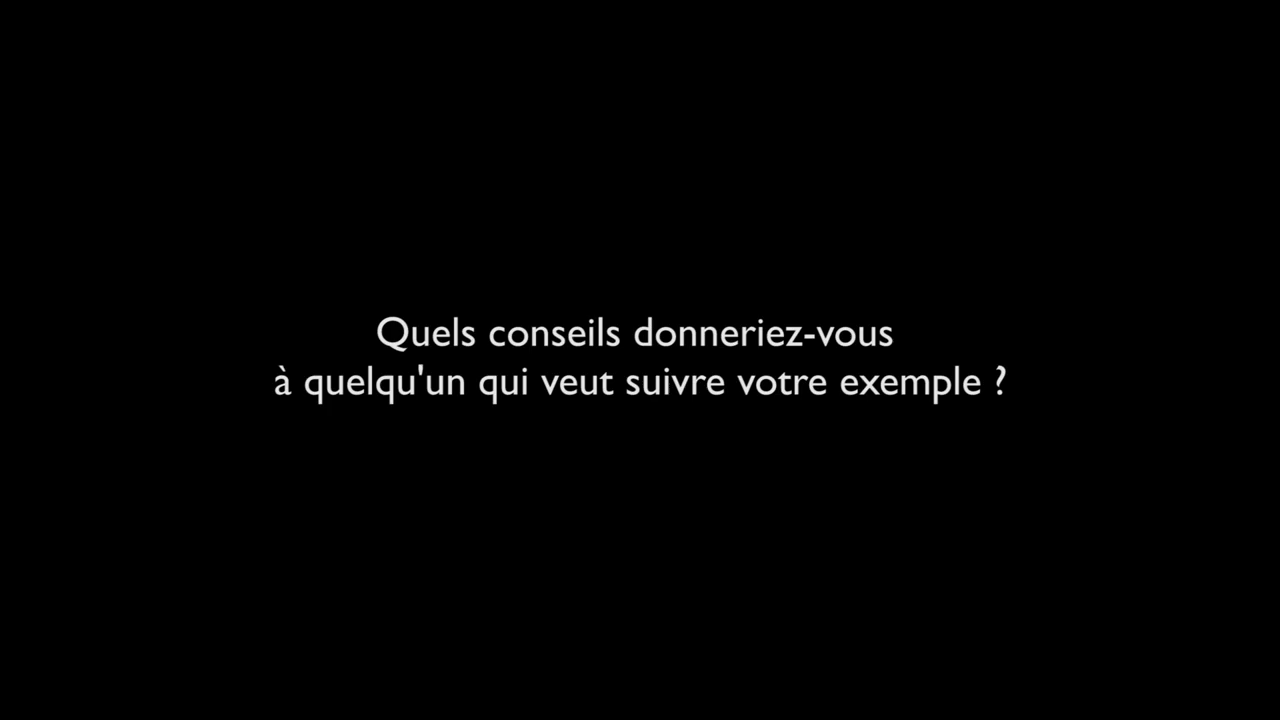 Quels conseils donneriez-vous
à quelqu'un qui veut suivre votre exemple ?